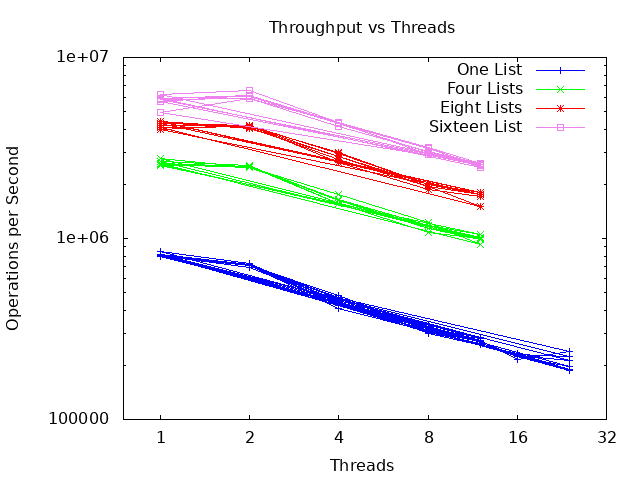 Throughput vs Threads
1e+07
One List
Four Lists
Eight Lists
Sixteen List
Operations per Second
1e+06
100000
1 2 4 8 16 32
Threads